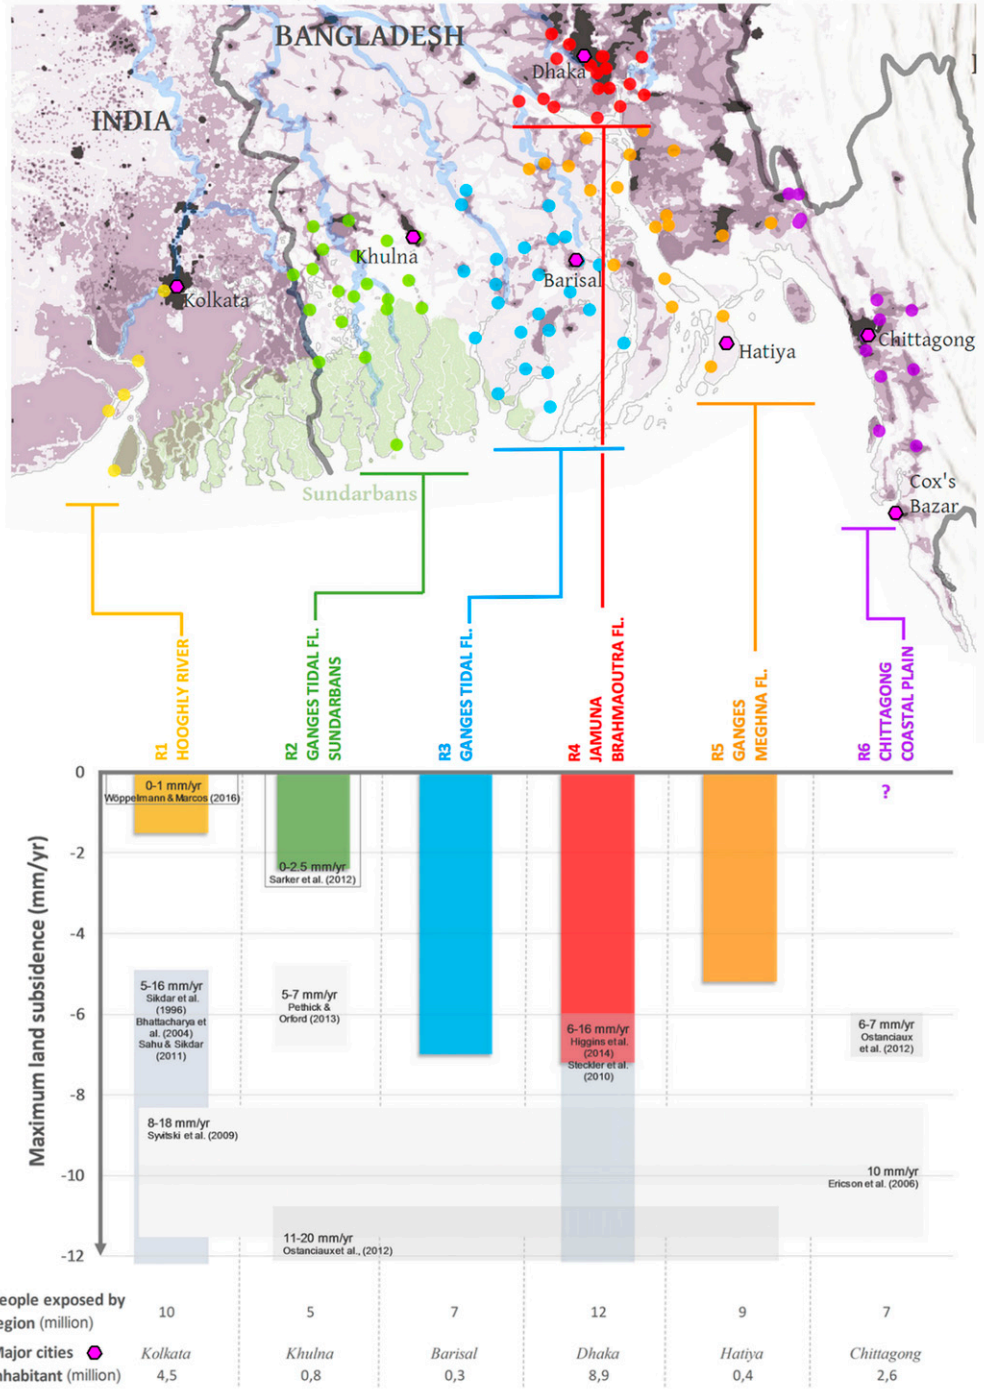 BANGLADESH
Dhaka
INDIA
Khulna
Kolkata
Barisal
Hatiya
Chittagong
Sundarbans
Cox's
Bazar
R1
HOOGHLY RIVER
R2
GANGES TIDAL FL.
SUNDARBANS
R3
GANGES TIDAL FL.
R4
JAMUNA
BRAHMAOUTRA FL.
R5
GANGES
MEGHNA FL.
R6
CHITTAGONG
COASTAL PLAIN
Maximum land subsidence (mm/yr)
0
-2
-4
-6
-8
-10
-12
0-1 mm/yr
Wöppelmann & Marcos (2016)
0-2.5 mm/yr
Sarker et al. (2012)
?
5-16 mm/yr
Sikdar et al.
(1996)
Bhattacharya et
al. (2004)
Sahu & Sikdar
(2011)
5-7 mm/yr
Pethick &
Orford (2013)
6-16 mm/yr
Higgins et al.
(2014)
Steckler et al.
(2010)
6-7 mm/yr
Ostanciaux
et al. (2012)
8-18 mm/yr
Syvitski et al. (2009)
10 mm/yr
Ericson et al. (2006)
11-20 mm/yr
Ostanciauxet al., (2012)
eople exposed by
egion (million) 10 5 7 12 9 7
Major cities Kolkata Khulna Barisal Dhaka Hatiya Chittagong
nhabitant (million) 4,5 0,8 0,3 8,9 0,4 2,6